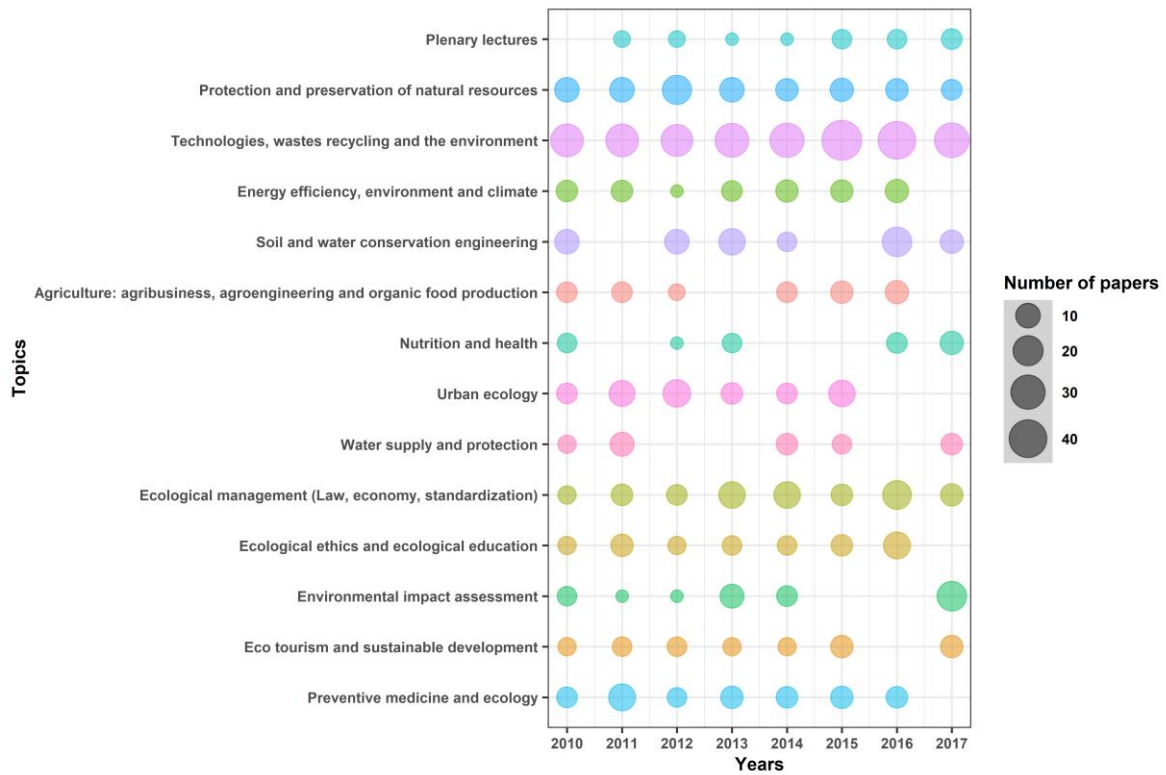 Plenary lectures
Protection and preservation of natural resources
Technologies, wastes recycling and the environment
Energy efficiency, environment and climate
Soil and water conservation engineering
Agriculture: agribusiness, agroengineering and organic food production
Nutrition and health
Urban ecology
Water supply and protection
Ecological management (Law, economy, standardization)
Ecological ethics and ecological education
Environmental impact assessment
Eco tourism and sustainable development
Preventive medicine and ecology
Topics
2010 2011 2012 2013 2014 2015 2016 2017
Years
Number of papers
10
20
30
40